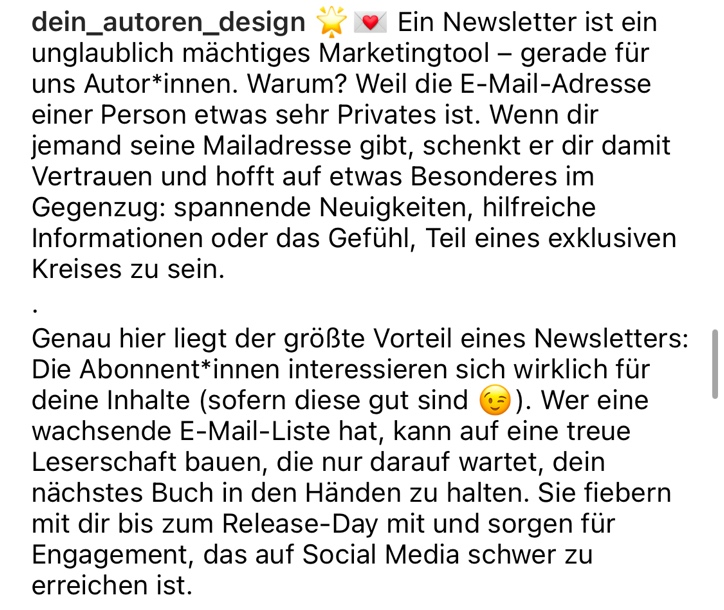 dein_autoren_design 🌟💌 Ein Newsletter ist ein
unglaublich mächtiges Marketingtool – gerade für
uns Autor*innen. Warum? Weil die E-Mail-Adresse
einer Person etwas sehr Privates ist. Wenn dir
jemand seine Mailadresse gibt, schenkt er dir damit
Vertrauen und hofft auf etwas Besonderes im
Gegenzug: spannende Neuigkeiten, hilfreiche
Informationen oder das Gefühl, Teil eines exklusiven
Kreises zu sein.
.
Genau hier liegt der größte Vorteil eines Newsletters:
Die Abonnent*innen interessieren sich wirklich für
deine Inhalte (sofern diese gut sind 😉). Wer eine
wachsende E-Mail-Liste hat, kann auf eine treue
Leserschaft bauen, die nur darauf wartet, dein
nächstes Buch in den Händen zu halten. Sie fiebern
mit dir bis zum Release-Day mit und sorgen für
Engagement, das auf Social Media schwer zu
erreichen ist.